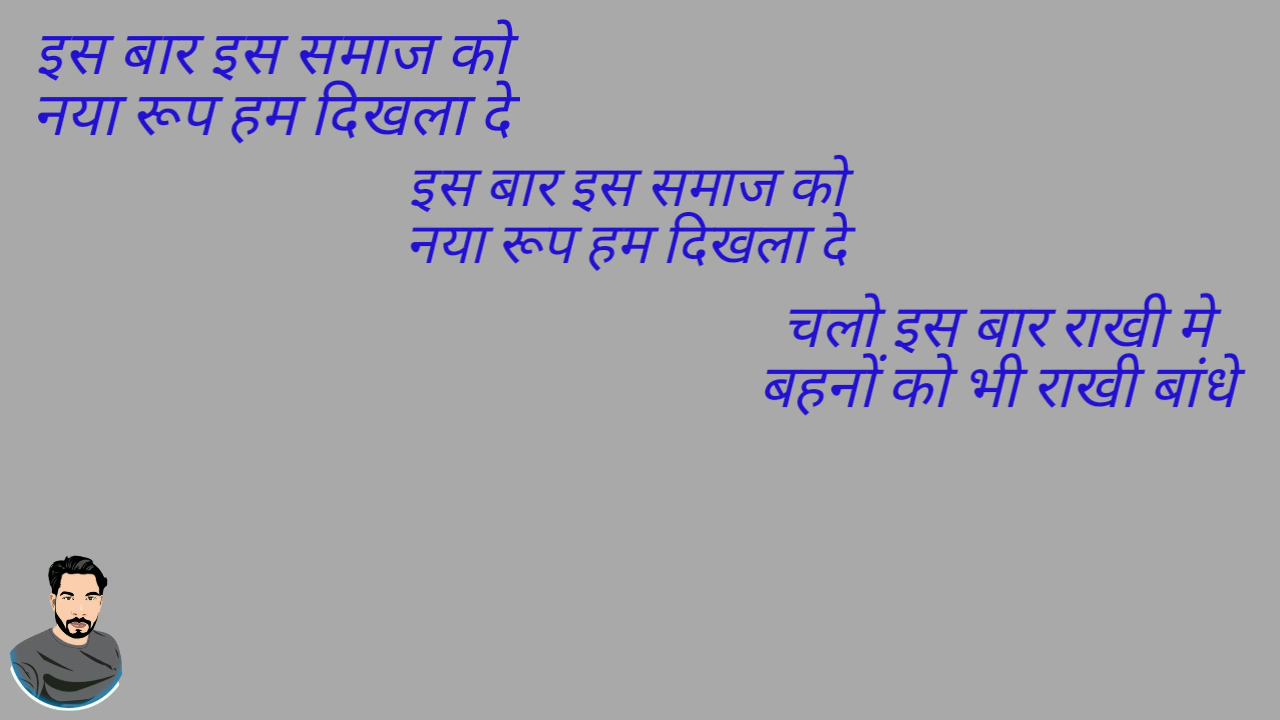 इस बार इस समाज को
नया रूप हम दिखला दे
इस बार इस समाज को
नया रूप हम दिखला दे
चलो इस बार राखी मे
बहनों को भी राखी बांधे